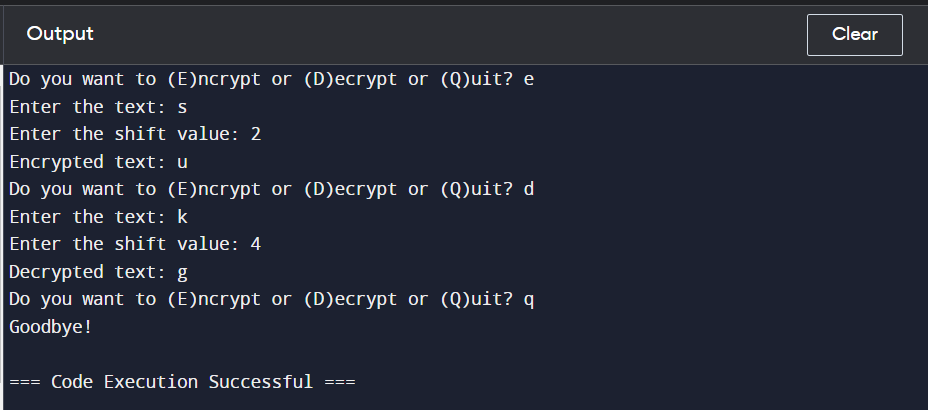 Output
Clear
Do you want to (E)ncrypt or (D)ecrypt or (Q)uit? e
Enter the text: s
Enter the shift value: 2
Encrypted text: u
Do you want to (E)ncrypt or (D)ecrypt or (Q)uit? d
Enter the text: k
Enter the shift value: 4
Decrypted text: g
Do you want to (E)ncrypt or (D)ecrypt or (Q)uit? q
Goodbye!
=== Code Execution Successful ===